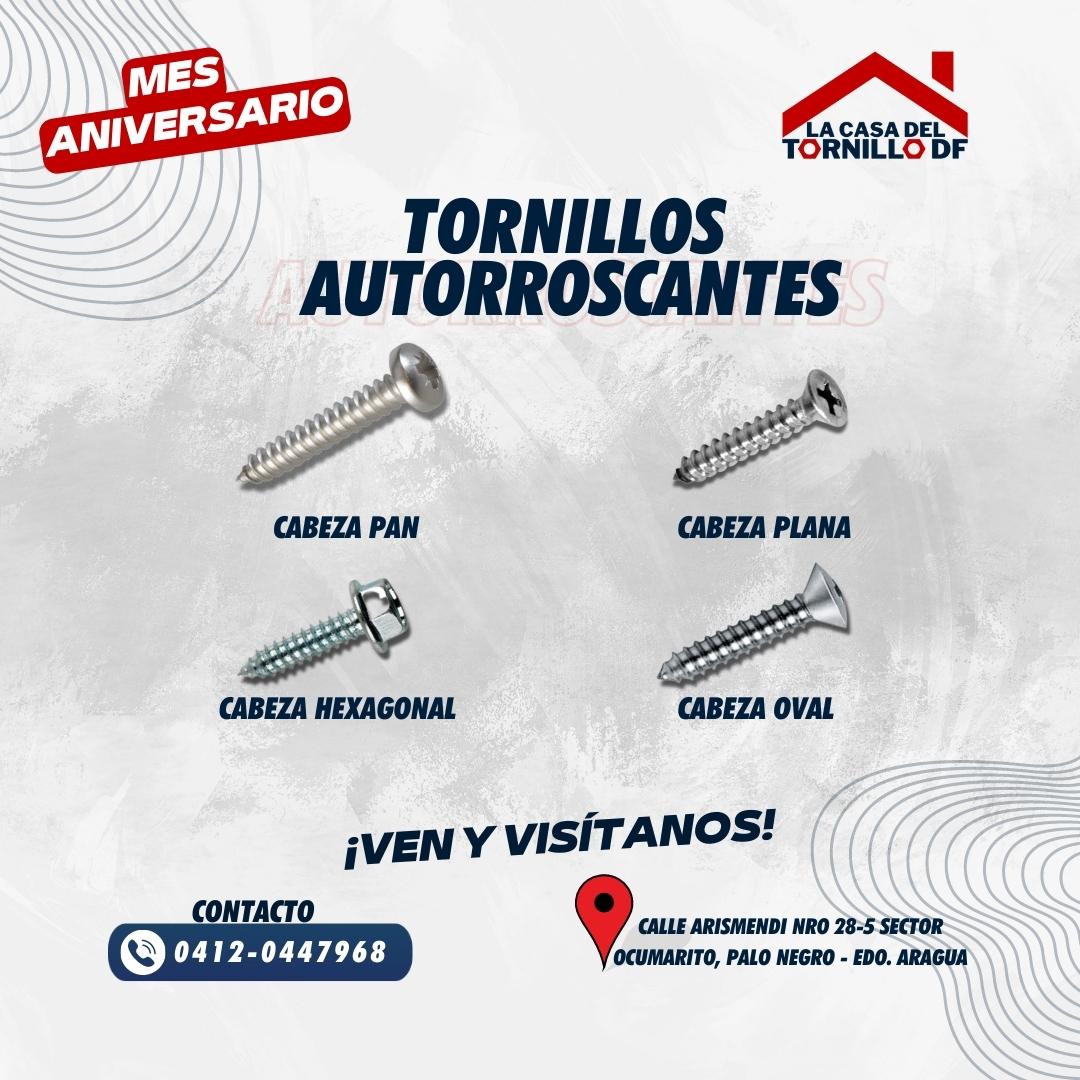 MES
ANIVERSARIO
LA CASA DEL
TORNILLO DF
TORNILLOS
AUTORROSCANTES
AUTORROSCANTES
CABEZA PAN
CABEZA PLANA
CABEZA HEXAGONAL
CABEZA OVAL
¡VEN Y VISÍTANOS!
CONTACTO
0412-0447968
CALLE ARISMENDI NRO 28-5 SECTOR
OCUMARITO, PALO NEGRO - EDO. ARAGUA